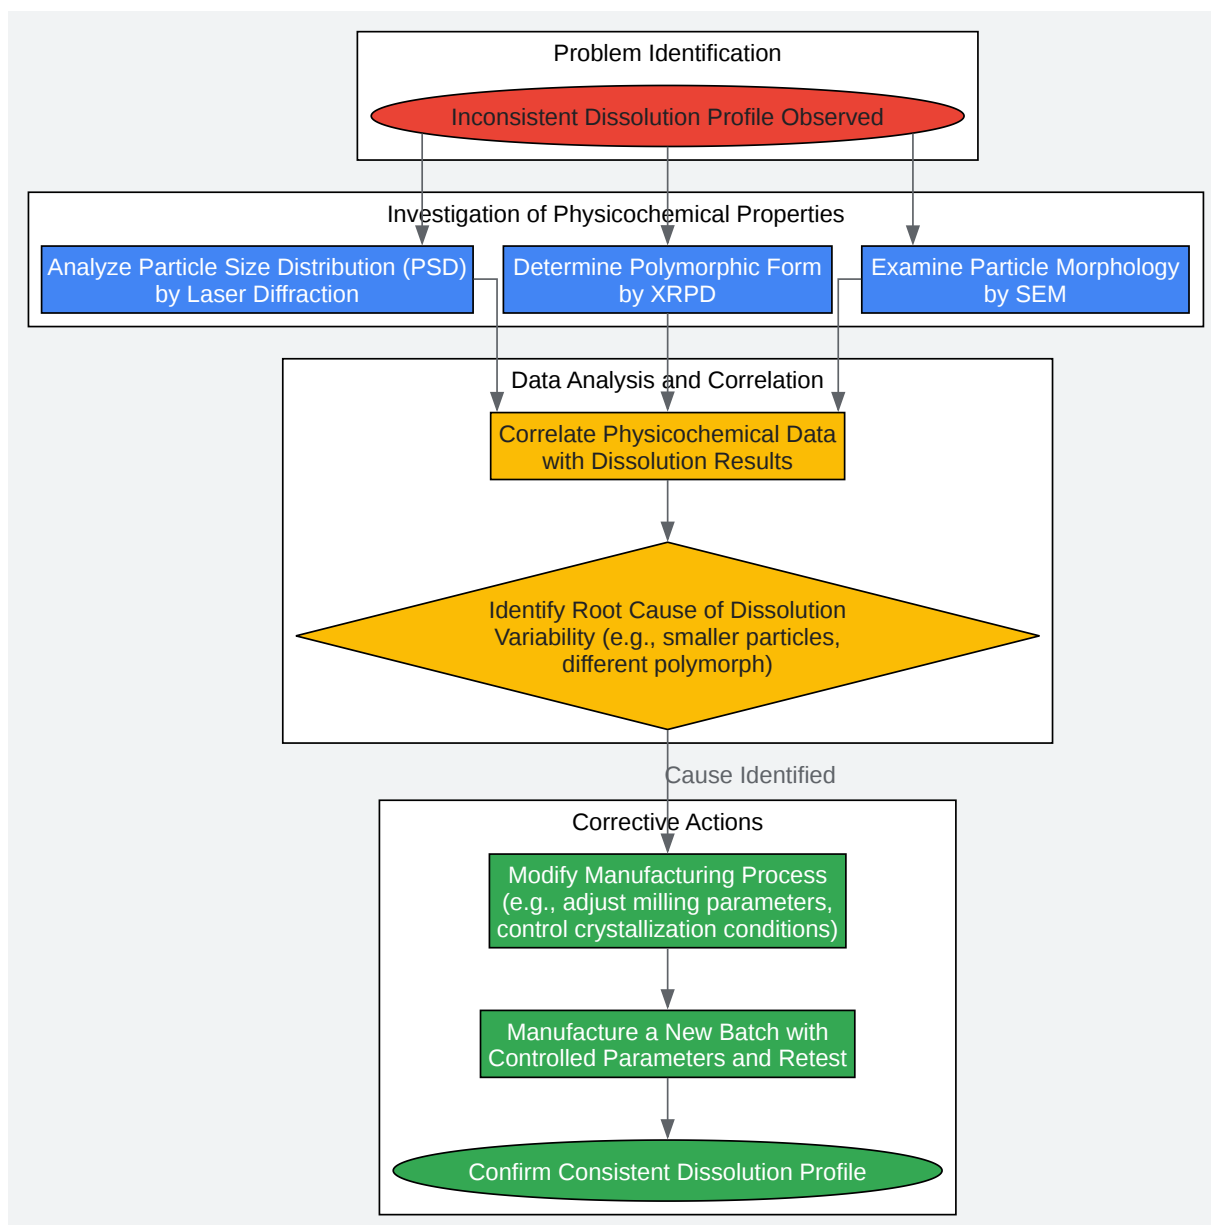 Problem Identification
Inconsistent Dissolution Profile Observed
Investigation of Physicochemical Properties
Analyze Particle Size Distribution (PSD)
by Laser Diffraction
Determine Polymorphic Form
by XRPD
Examine Particle Morphology
by SEM
Data Analysis and Correlation
Correlate Physicochemical Data
with Dissolution Results
Identify Root Cause of Dissolution
Variability (e.g., smaller particles,
different polymorph)
Cause Identified
Corrective Actions
Modify Manufacturing Process
(e.g., adjust milling parameters,
control crystallization conditions)
Manufacture a New Batch with
Controlled Parameters and Retest
Confirm Consistent Dissolution Profile